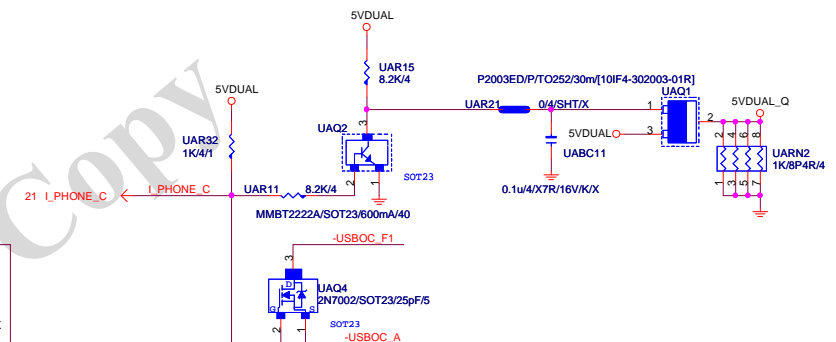 5VDUAL
UAR15
8.2K/4
P2003ED/P/TO252/30m/[10IF4-302003-01R]
UAQ1
5VDUAL
5VDUAL_Q
UAR21
0/4/SHT/X
1
2
3
5VDUAL
UAR32
1K/4/1
UAQ2
3
2
1
SOT23
UABC11
0.1u/4/X7R/16V/K/X
2
4
6
8
1
3
5
7
UARN2
1K/8P4R/4
21 I_PHONE_C
I_PHONE_C
UAR11
8.2K/4
MMBT2222A/SOT23/600mA/40
-USBOC_F1
3
D
G
S
UAQ4
2N7002/SOT23/25pF/5
2
1
SOT23
-USBOC_A
Copy